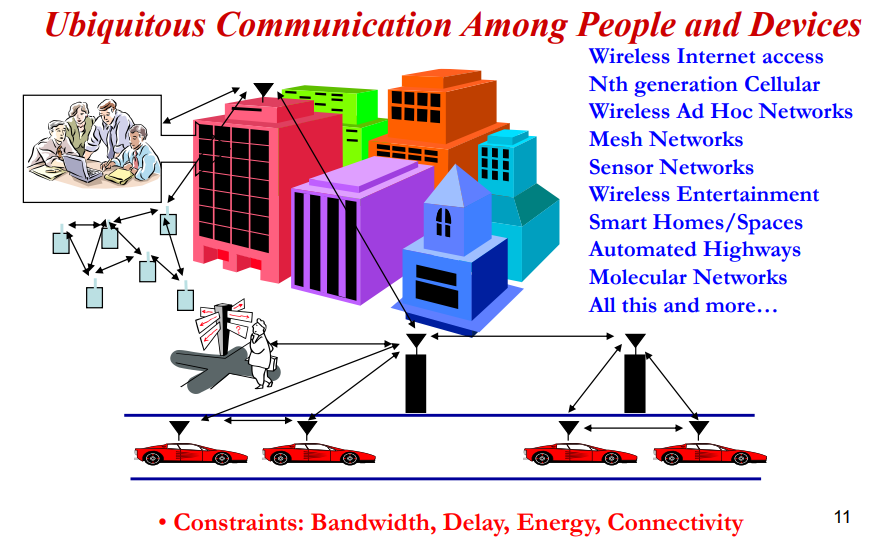 Ubiquitous Communication Among People and Devices
Wireless Internet access
Nth generation Cellular
Wireless Ad Hoc Networks
Mesh Networks
Sensor Networks
Wireless Entertainment
Smart Homes/Spaces
Automated Highways
Molecular Networks
All this and more…
• Constraints: Bandwidth, Delay, Energy, Connectivity
11